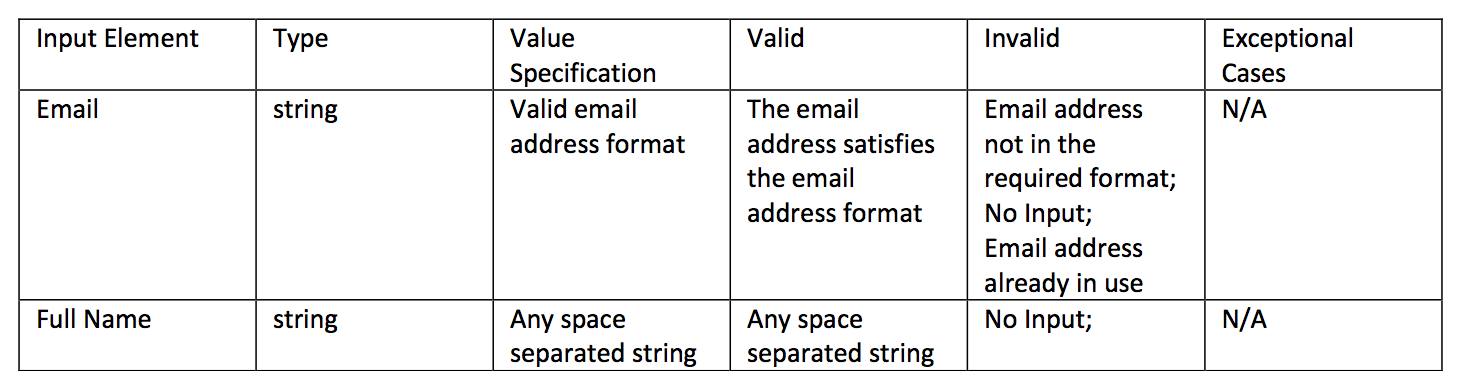 Input Element Type Value Specification Valid Invalid Exceptional Cases
Email string Valid email address format The email address satisfies the email address format Email address not in the required format; No Input; Email address already in use N/A
Full Name string Any space separated string Any space separated string No Input; N/A